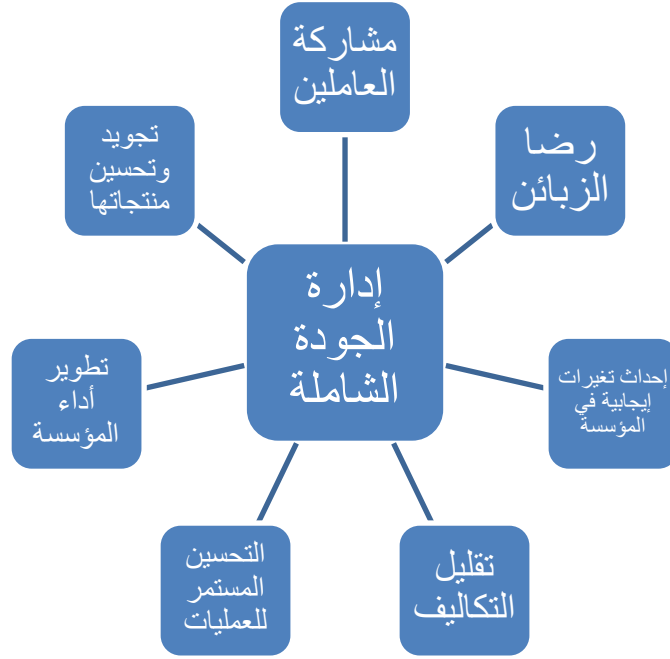 مشاركة
العاملين
رضا
الزبائن
إحداث تغيرات
إيجابية في
المؤسسة
تقليل
التكاليف
التحسين
المستمر
للعمليات
تطوير
أداء
المؤسسة
تجويد
وتحسين
منتجاتها
إدارة
الجودة
الشاملة